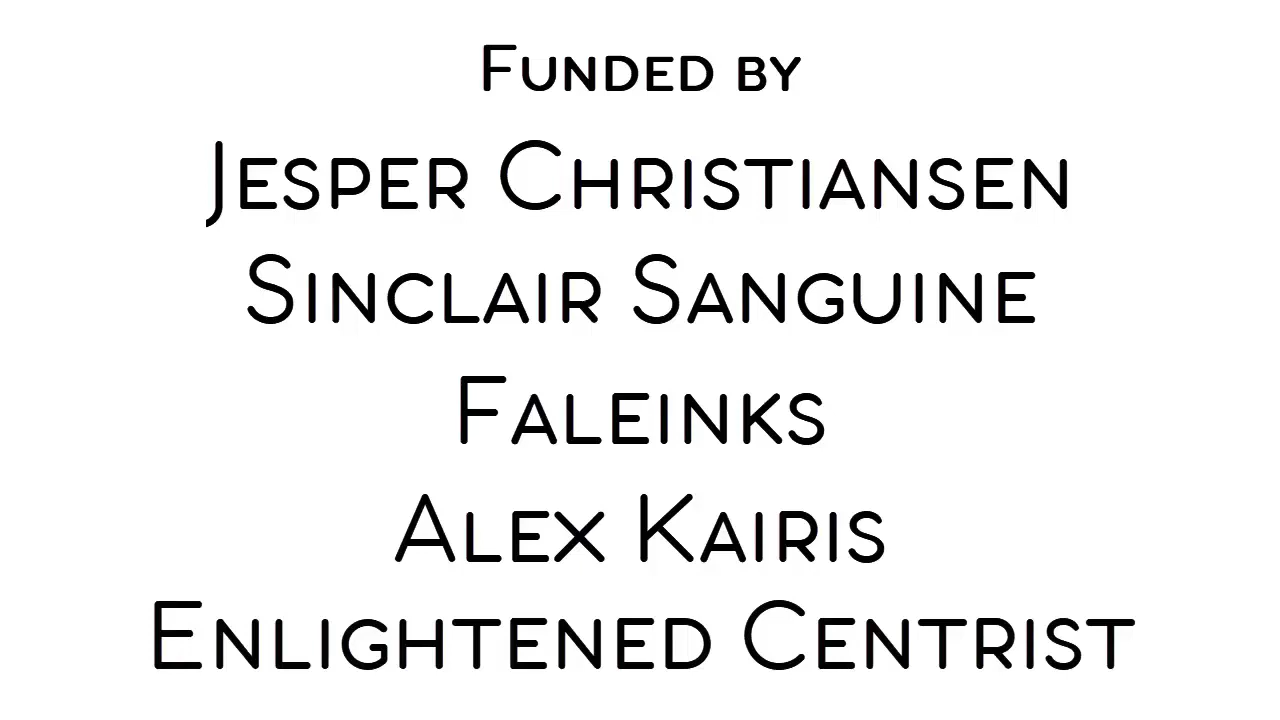 Funded by
Jesper Christiansen
Sinclair Sanguine
Faleinks
Alex Kairis
Enlightened Centrist